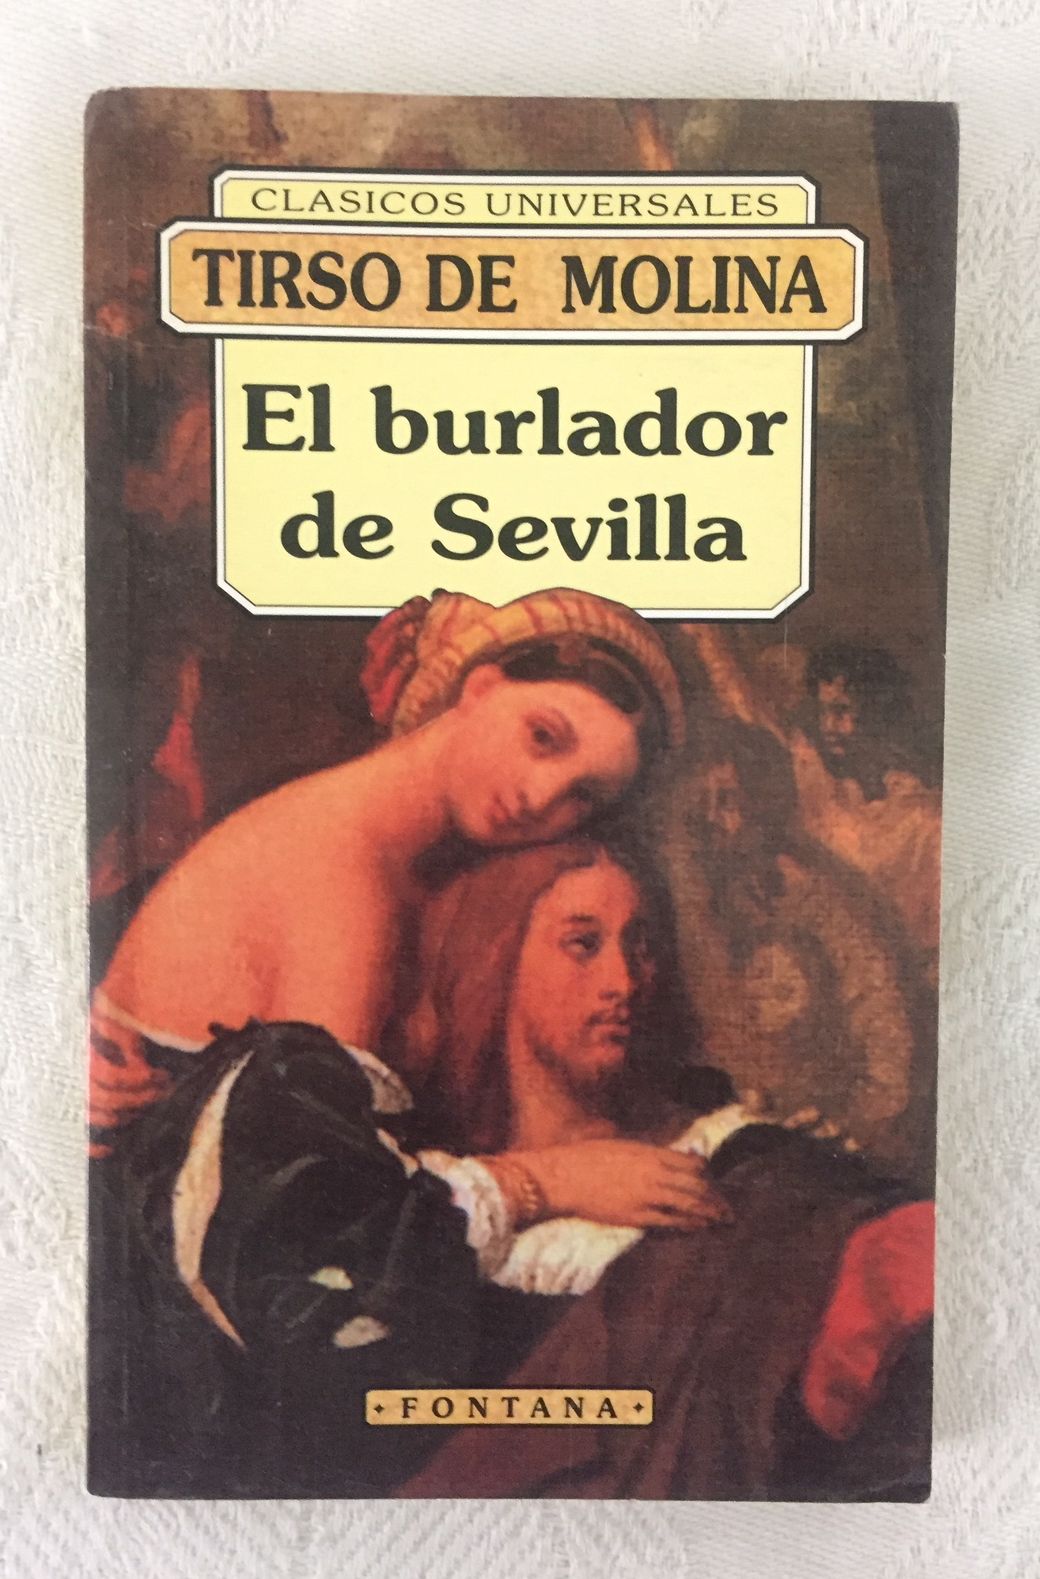 CLASICOS UNIVERSALES
TIRSO DE MOLINA
El burlador
de Sevilla
FONTANA